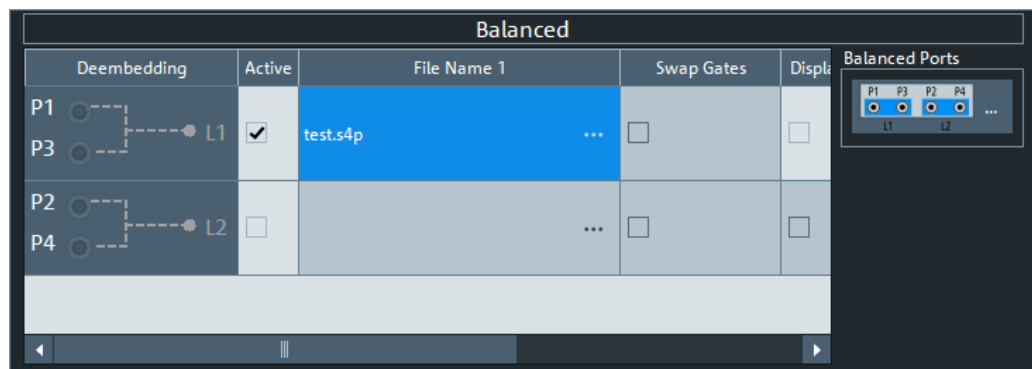 Balanced
Deembedding Active File Name 1 Swap Gates Displa
Balanced Ports
P1 P3 P2 P4
...
L1 L2
P1
L1
test.s4p ...
P3
P2
L2
...
P4